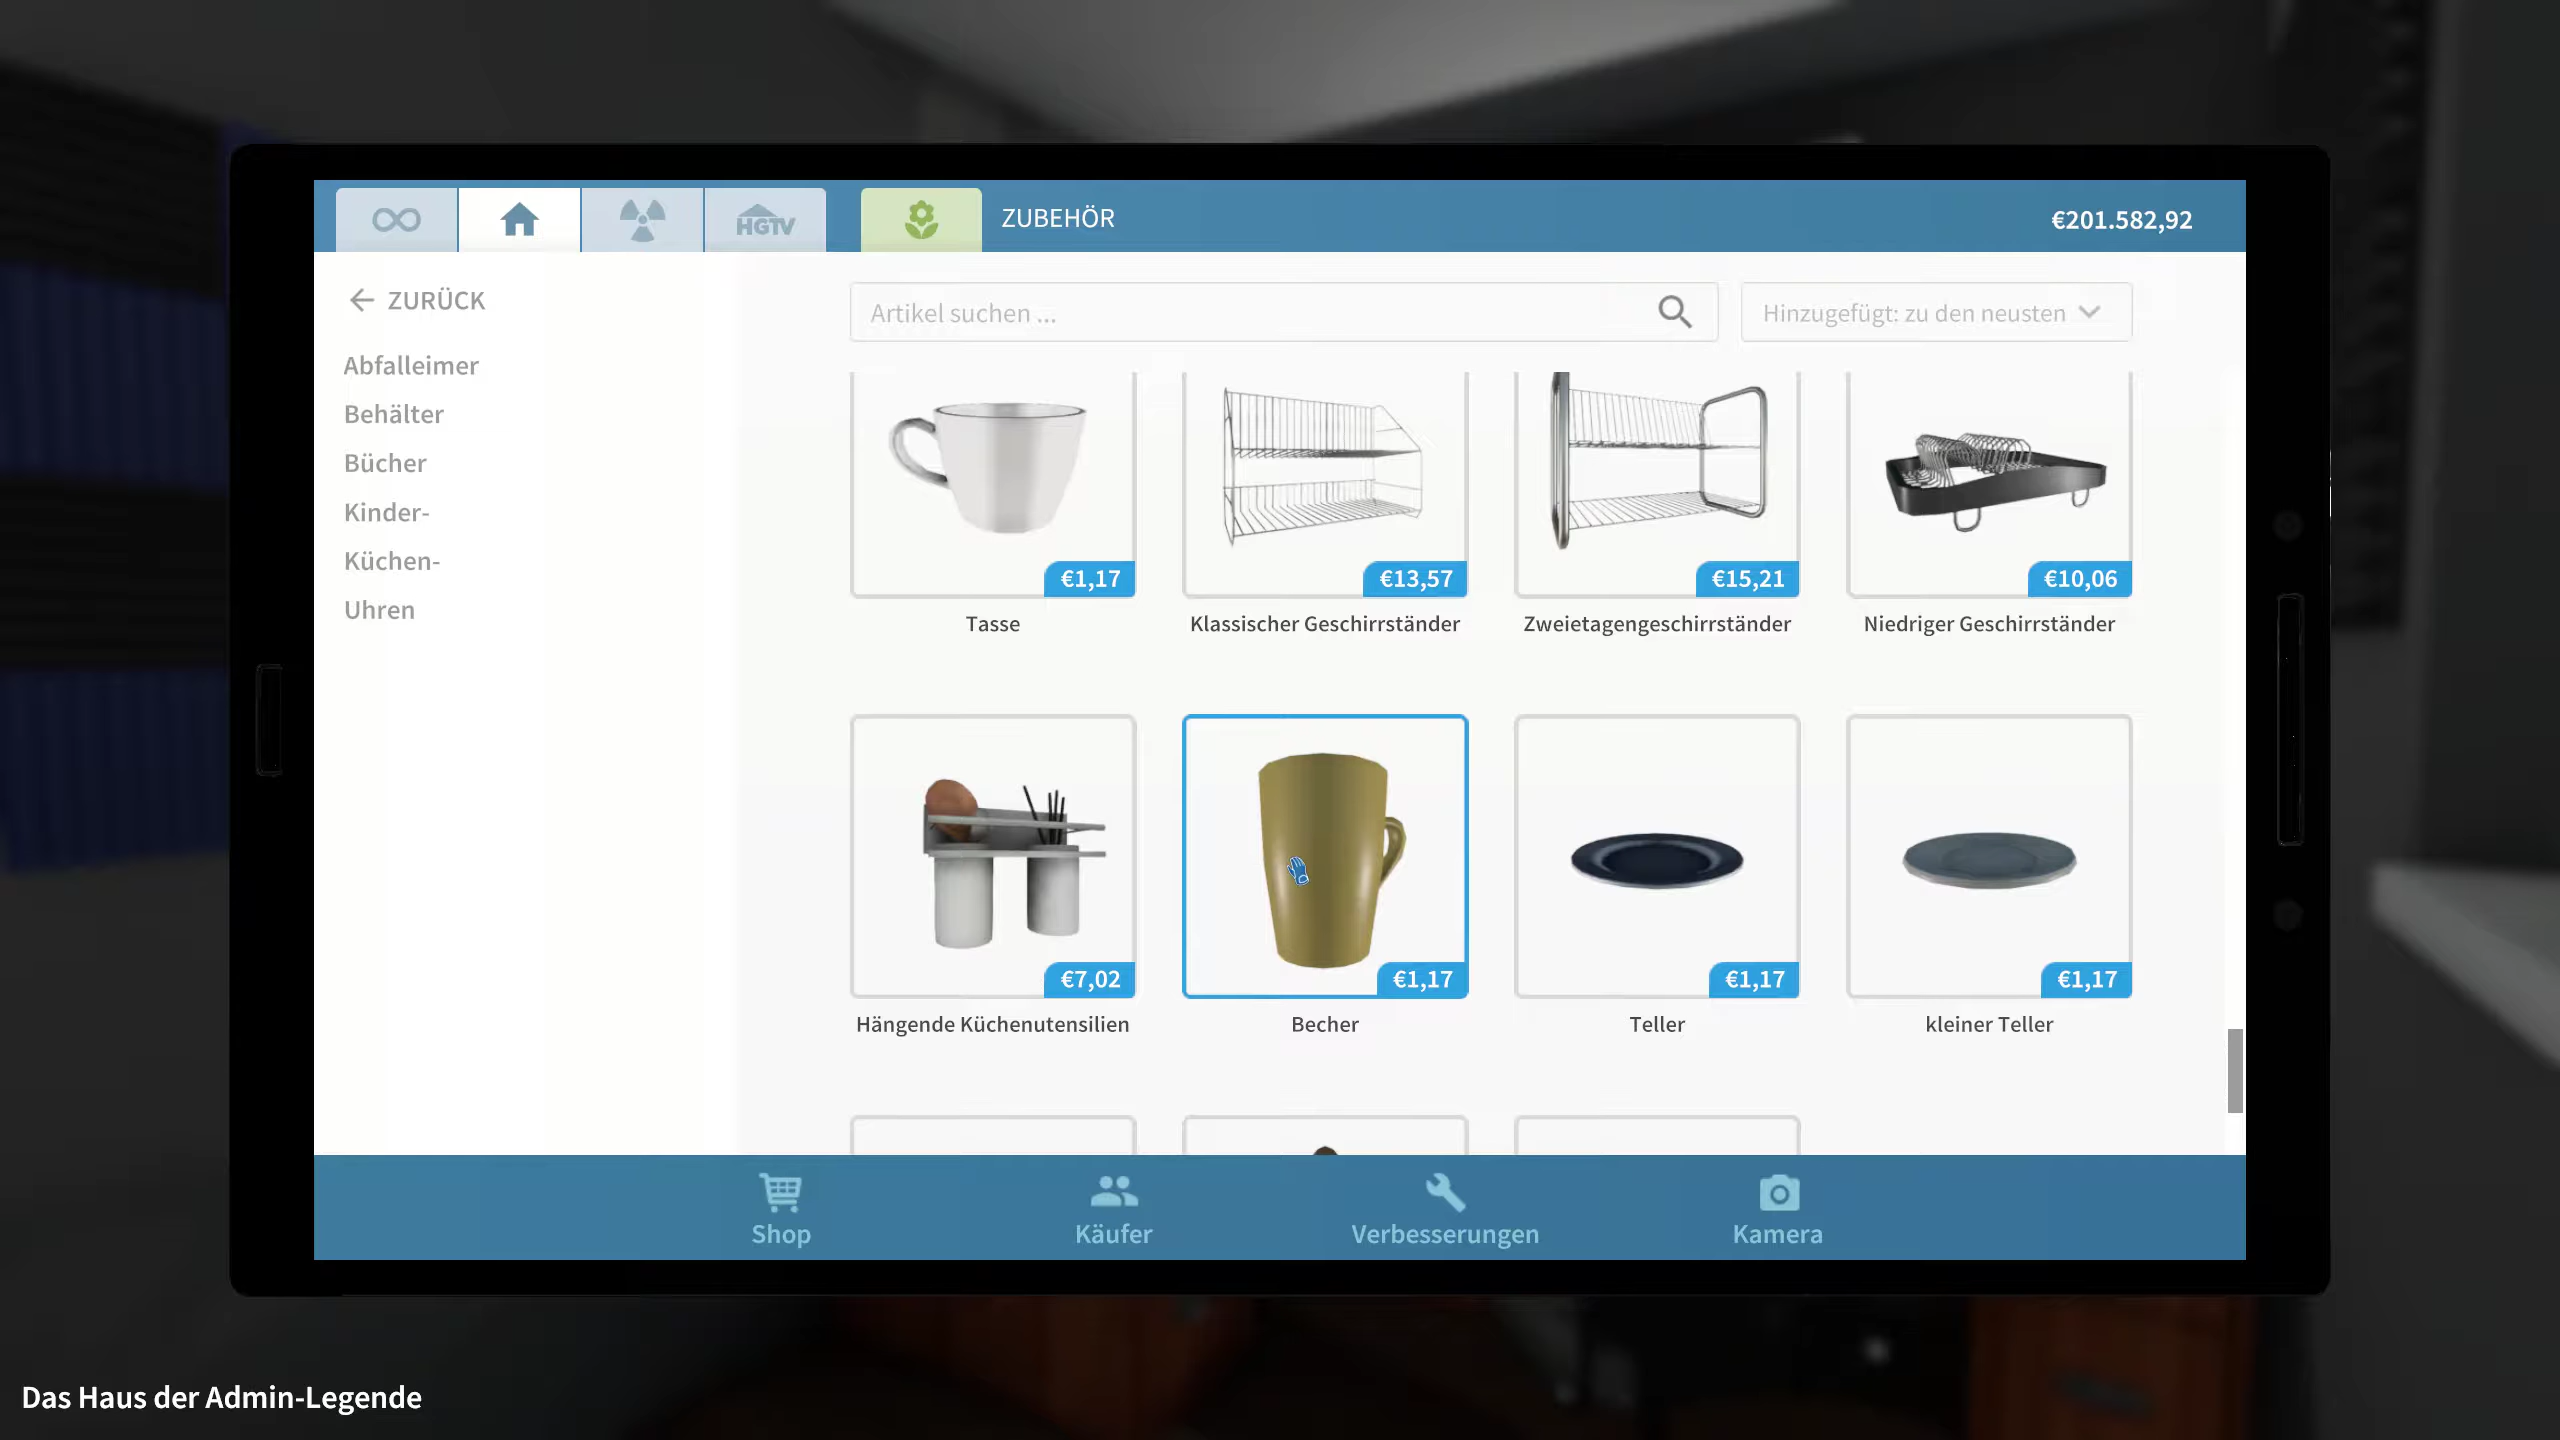 HGTV
ZUBEHÖR
€201.582,92
ZURÜCK
Artikel suchen ...
Hinzugefügt: zu den neusten
Abfalleimer
Behälter
Bücher
Kinder-
Küchen-
Uhren
€1,17
€13,57
€15,21
€10,06
Tasse
Klassischer Geschirrständer
Zweietagengeschirrständer
Niedriger Geschirrständer
€7,02
€1,17
€1,17
€1,17
Hängende Küchenutensilien
Becher
Teller
kleiner Teller
Shop
Käufer
Verbesserungen
Kamera
Das Haus der Admin-Legende